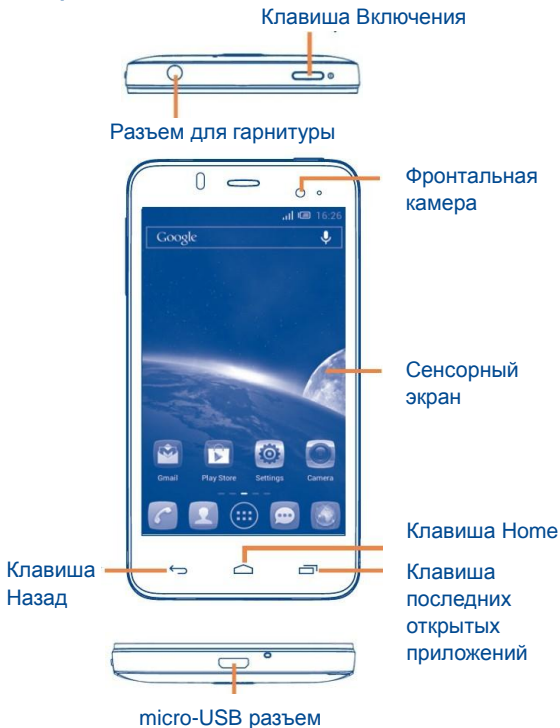 Клавиша Включения
Разъем для гарнитуры
Фронтальная
камера
16:26
Google
Сенсорный
экран
Gmail Play Store Settings Camera
Клавиша Home
Клавиша
Назад
Клавиша
последних
открытых
приложений
micro-USB разъем